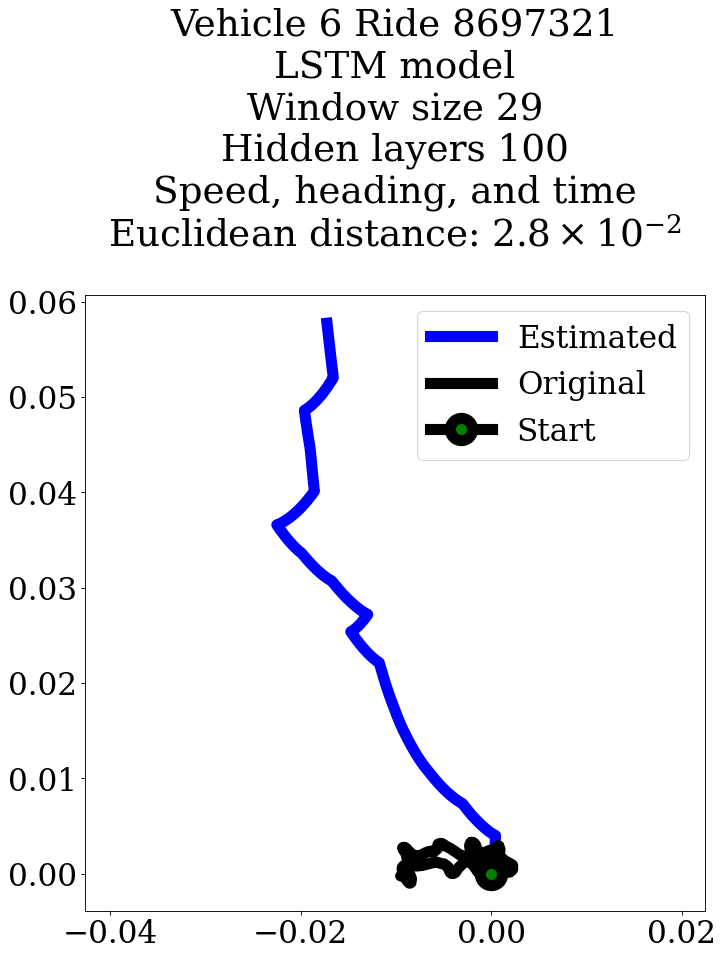 Vehicle 6 Ride 8697321
LSTM model
Window size 29
Hidden layers 100
Speed, heading, and time
Euclidean distance: 2.8 × 10⁻²
0.06
0.05
0.04
0.03
0.02
0.01
0.00
Estimated
Original
Start
−0.04
−0.02
0.00
0.02